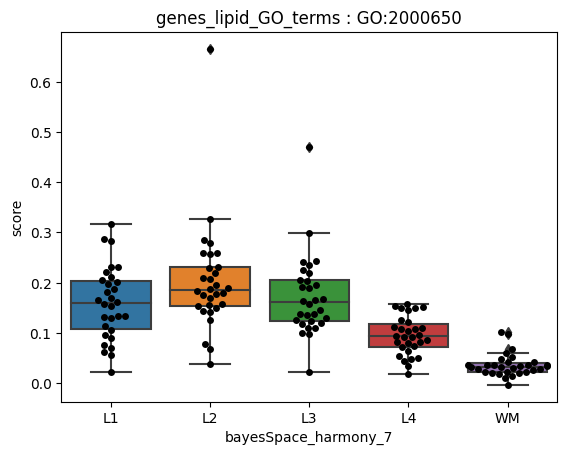 genes_lipid_GO_terms : GO:2000650
0.6
0.5
0.4
0.3
0.2
0.1
0.0
score
L1 L2 L3 L4 WM
bayesSpace_harmony_7